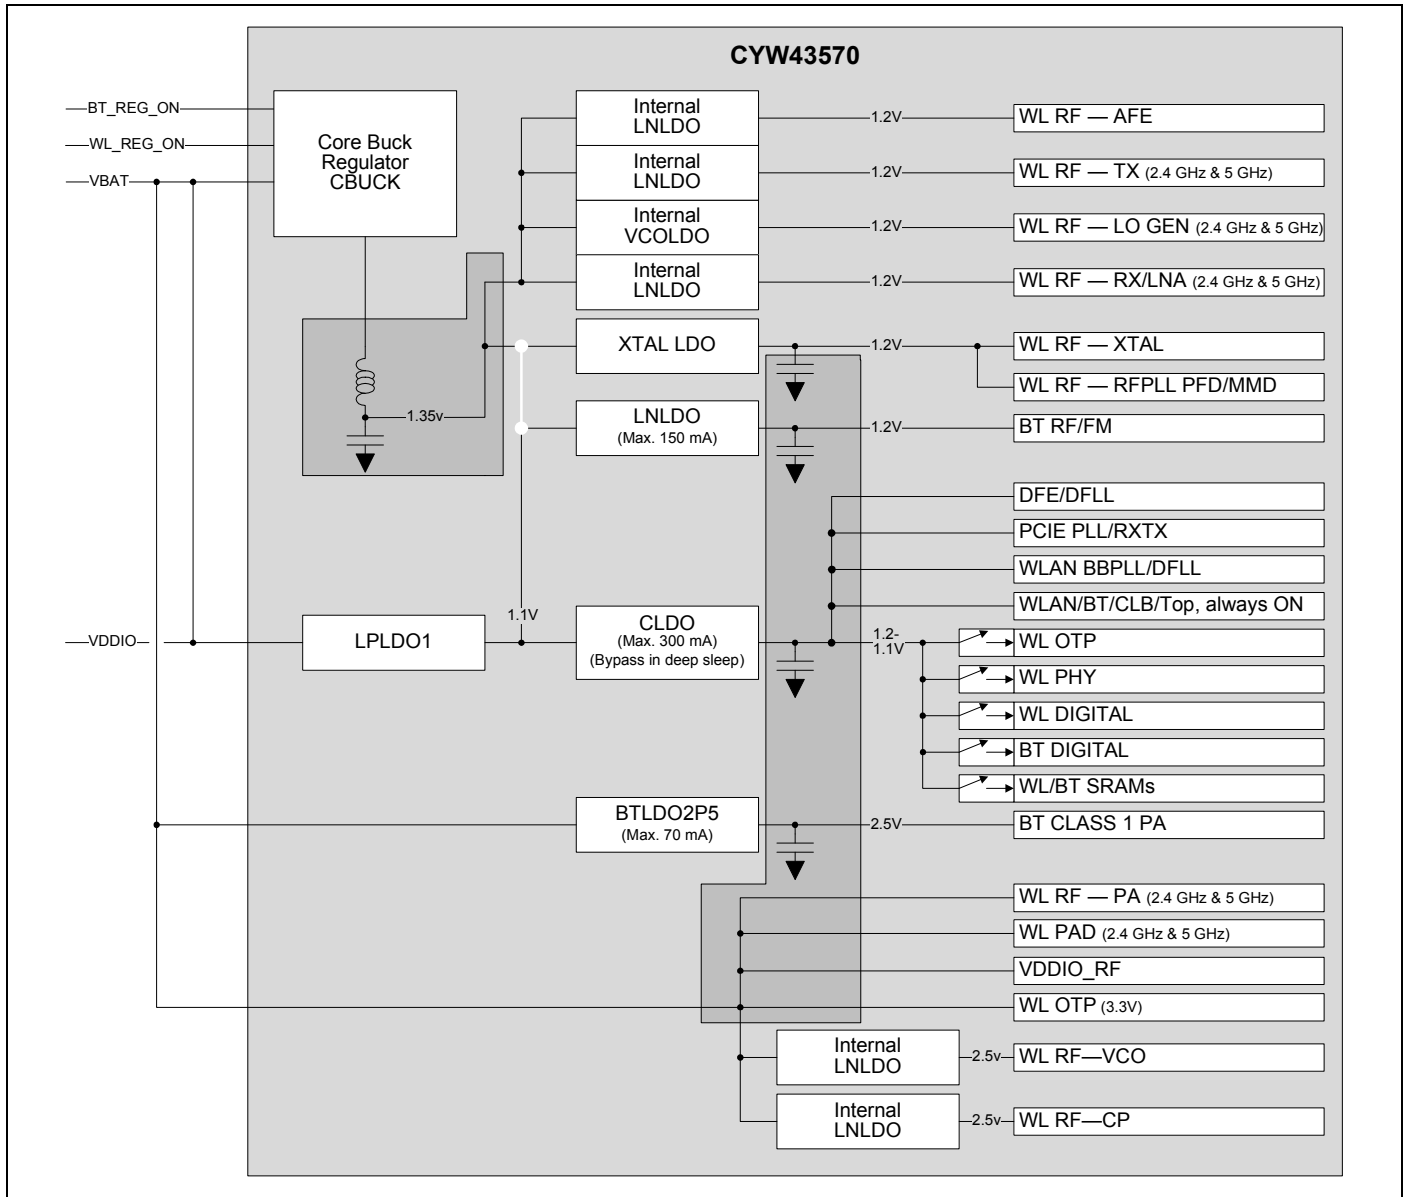 CYW43570
BT_REG_ON
WL_REG_ON
VBAT
Core Buck
Regulator
CBUCK
Internal
LNLDO
1.2V
WL RF — AFE
Internal
LNLDO
1.2V
WL RF — TX (2.4 GHz & 5 GHz)
Internal
VCOLDO
1.2V
WL RF — LO GEN (2.4 GHz & 5 GHz)
Internal
LNLDO
1.2V
WL RF — RX/LNA (2.4 GHz & 5 GHz)
XTAL LDO
1.2V
WL RF — XTAL
WL RF — RFPLL PFD/MMD
1.35v
LNLDO
(Max. 150 mA)
1.2V
BT RF/FM
DFE/DFLL
PCIE PLL/RXTX
WLAN BBPLL/DFLL
WLAN/BT/CLB/Top, always ON
VDDIO
LPLDO1
1.1V
CLDO
(Max. 300 mA)
(Bypass in deep sleep)
1.2-
1.1V
WL OTP
WL PHY
WL DIGITAL
BT DIGITAL
WL/BT SRAMs
BTLDO2P5
(Max. 70 mA)
2.5V
BT CLASS 1 PA
WL RF — PA (2.4 GHz & 5 GHz)
WL PAD (2.4 GHz & 5 GHz)
VDDIO_RF
WL OTP (3.3V)
Internal
LNLDO
2.5v
WL RF—VCO
Internal
LNLDO
2.5v
WL RF—CP